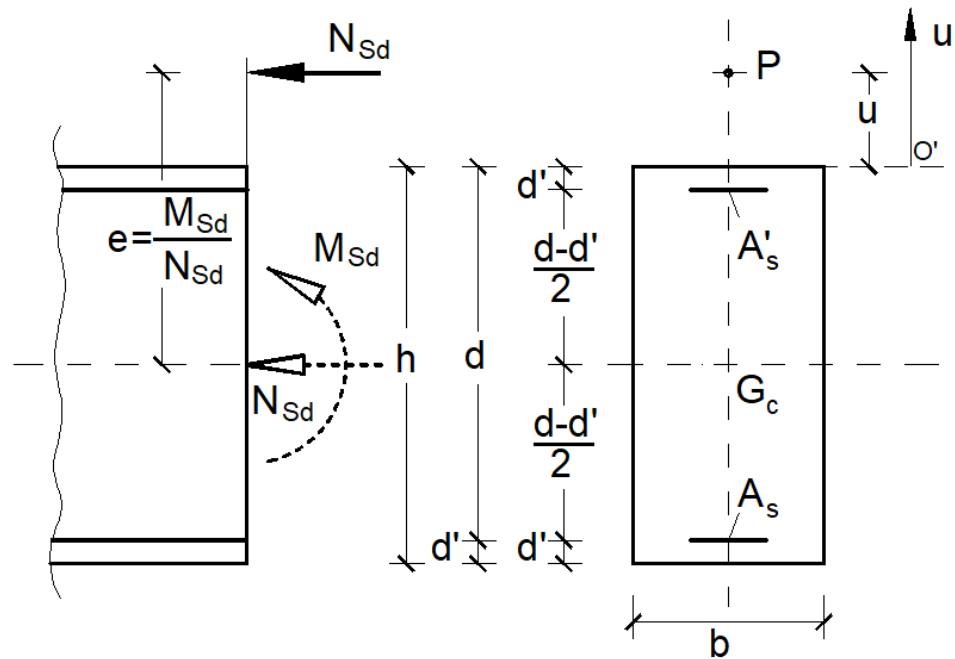 N_Sd
u
P
u
O'
d'
e=M_Sd/N_Sd
M_Sd
A'_s
d-d'/2
h
d
N_Sd
G_c
d-d'/2
A_s
d'
d'
b